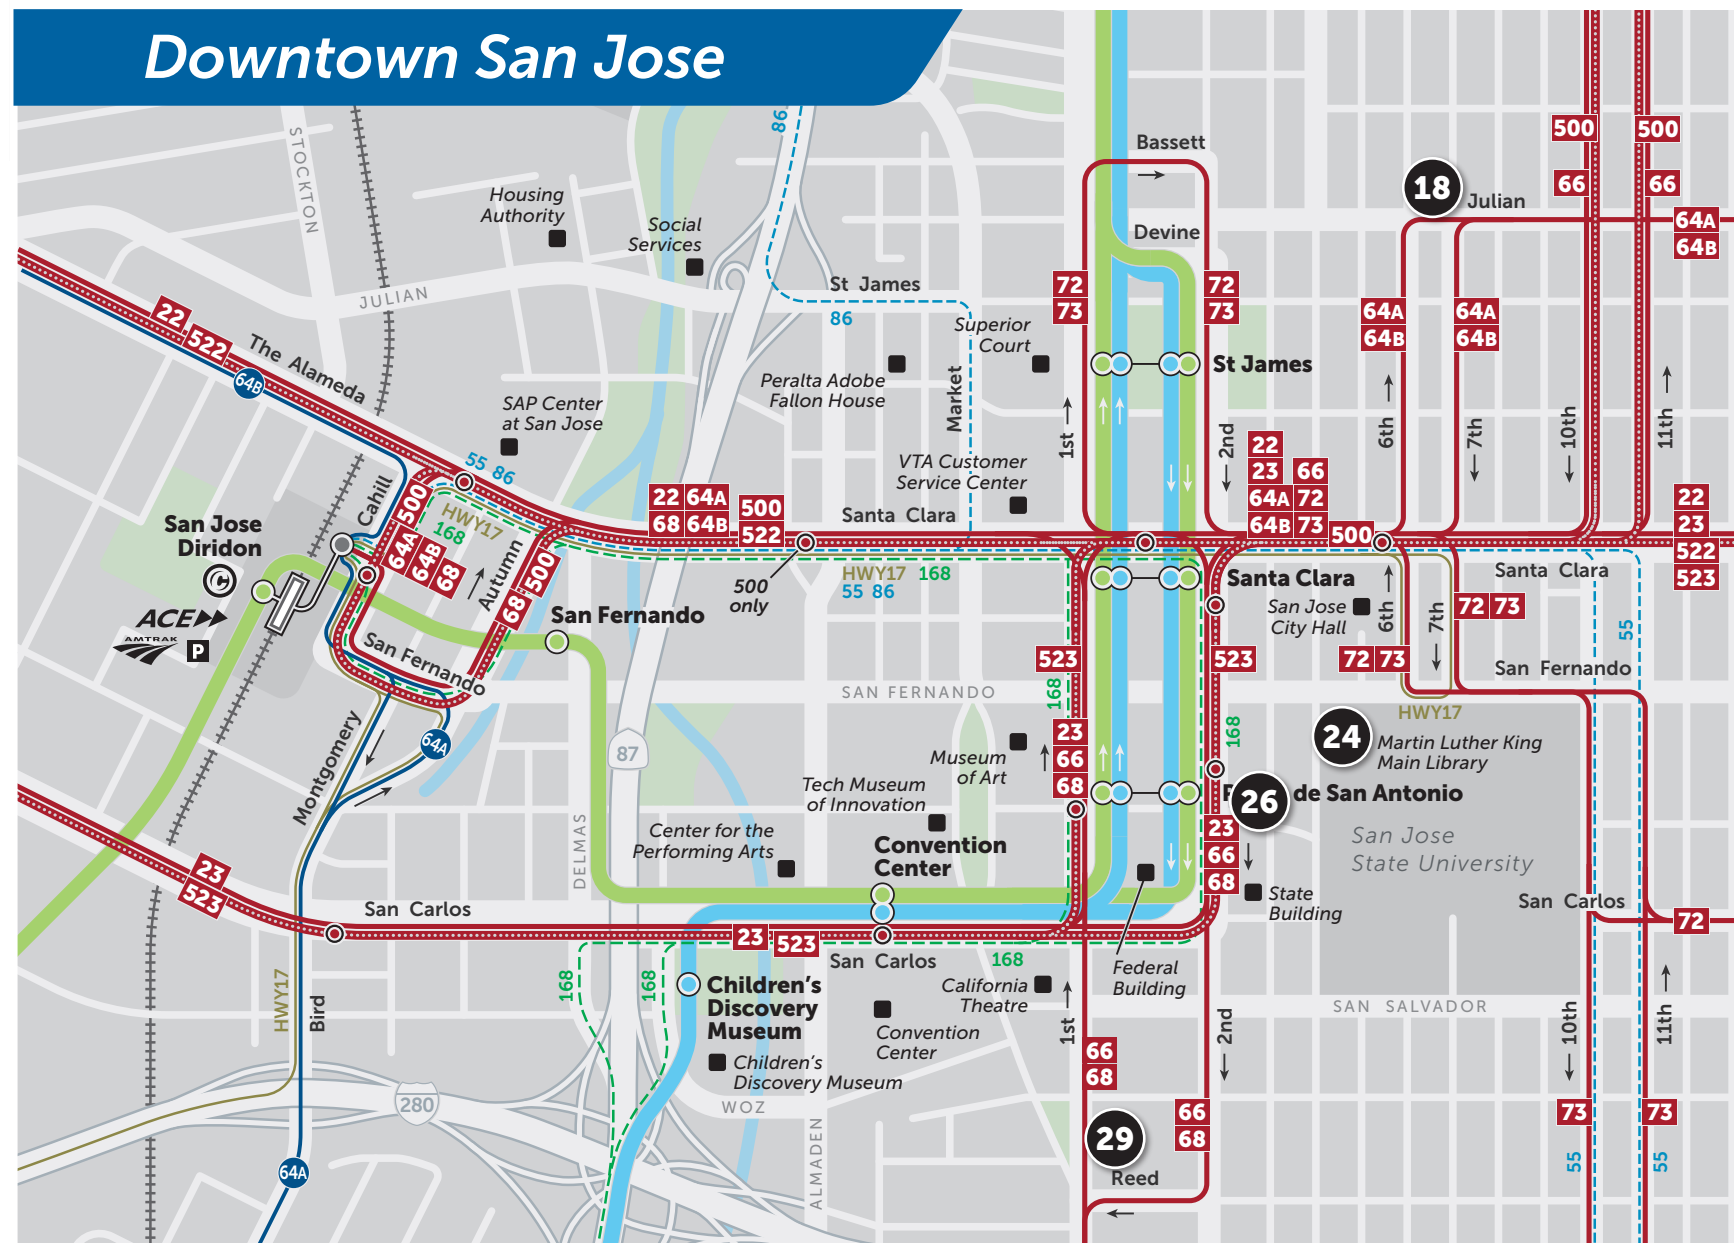 Downtown San Jose
STOCKTON
86
Bassett
500
500
18
Julian
66
66
64A
64B
Housing
Authority
Social
Services
Devine
JULIAN
St James
86
72
73
72
73
64A
64B
64A
64B
22
522
The Alameda
64B
Superior
Court
Peralta Adobe
Fallon House
Market
St James
SAP Center
at San Jose
1st
2nd
6th
7th
10th
11th
55 86
VTA Customer
Service Center
22
23
66
64A
72
64B
73
500
22
23
522
523
22
64A
68
64B
500
522
Santa Clara
San Jose
Diridon
Cahill
500
64A
64B
68
HWY17
168
Autumn
68
500
500
only
HWY17
168
55 86
Santa Clara
Santa Clara
San Jose
City Hall
6th
7th
72
73
55
ACE
AMTRAK
P
San Fernando
San Fernando
523
523
72
73
San Fernando
SAN FERNANDO
168
168
HWY17
Montgomery
64A
87
23
66
68
Museum
of Art
24
Martin Luther King
Main Library
Tech Museum
of Innovation
26
de San Antonio
San Jose
State University
Center for the
Performing Arts
Convention
Center
DELMAS
23
66
68
State
Building
23
523
San Carlos
San Carlos
72
23
523
San Carlos
168
168
168
Federal
Building
California
Theatre
Children's
Discovery
Museum
Convention
Center
Children's
Discovery Museum
HWY17
Bird
1st
2nd
SAN SALVADOR
10th
11th
66
68
WOZ
280
ALMADEN
66
68
73
73
29
Reed
64A
55
55